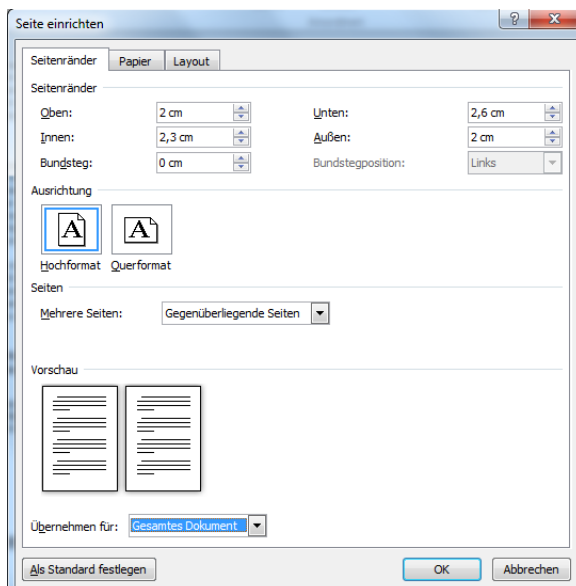 Seite einrichten
Seitenränder Papier Layout
Seitenränder
Oben: 2 cm Unten: 2,6 cm
Innen: 2,3 cm Außen: 2 cm
Bundsteg: 0 cm Bundstegposition: Links
Ausrichtung
A A
Hochformat Querformat
Seiten
Mehrere Seiten: Gegenüberliegende Seiten
Vorschau
Übernehmen für: Gesamtes Dokument
Als Standard festlegen OK Abbrechen